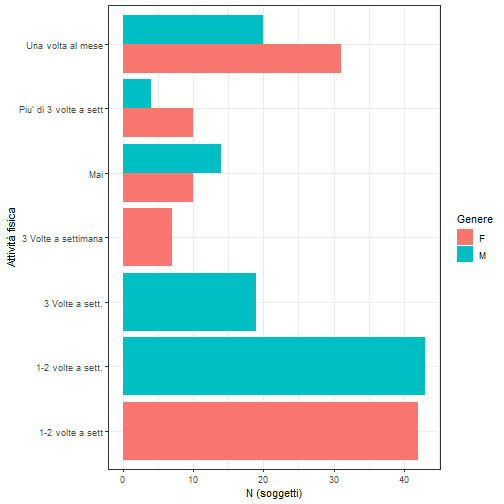 Attività fisica
Una volta al mese
Piu' di 3 volte a sett
Mai
3 Volte a settimana
3 Volte a sett.
1-2 volte a sett.
1-2 volte a sett
0 10 20 30 40
N (soggetti)
Genere
F
M